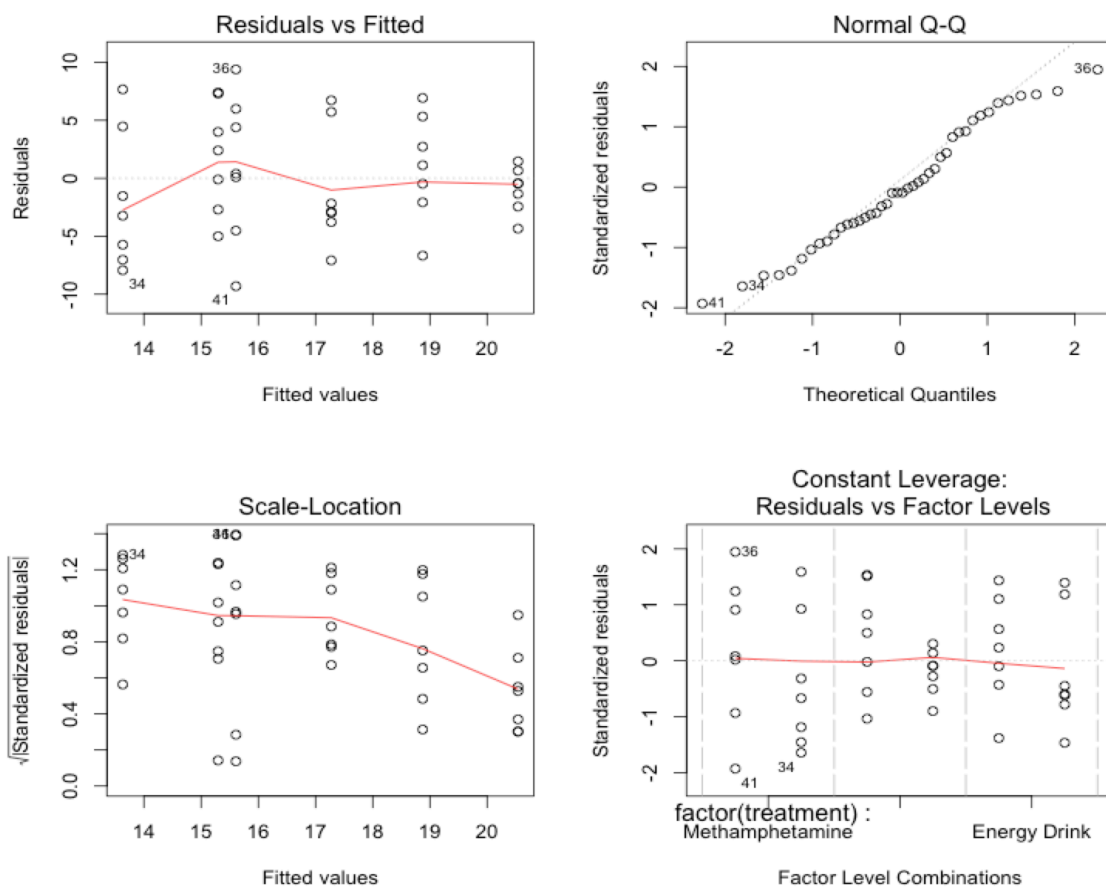 Residuals vs Fitted
Residuals
10
5
0
-5
-10
36
34
41
14 15 16 17 18 19 20
Fitted values
Normal Q-Q
Standardized residuals
2
1
0
-1
-2
36
34
41
-2 -1 0 1 2
Theoretical Quantiles
Scale-Location
√|Standardized residuals|
1.2
0.8
0.4
0.0
34
14 15 16 17 18 19 20
Fitted values
Constant Leverage:
Residuals vs Factor Levels
Standardized residuals
2
1
0
-1
-2
36
34
41
factor(treatment) :
Methamphetamine Energy Drink
Factor Level Combinations